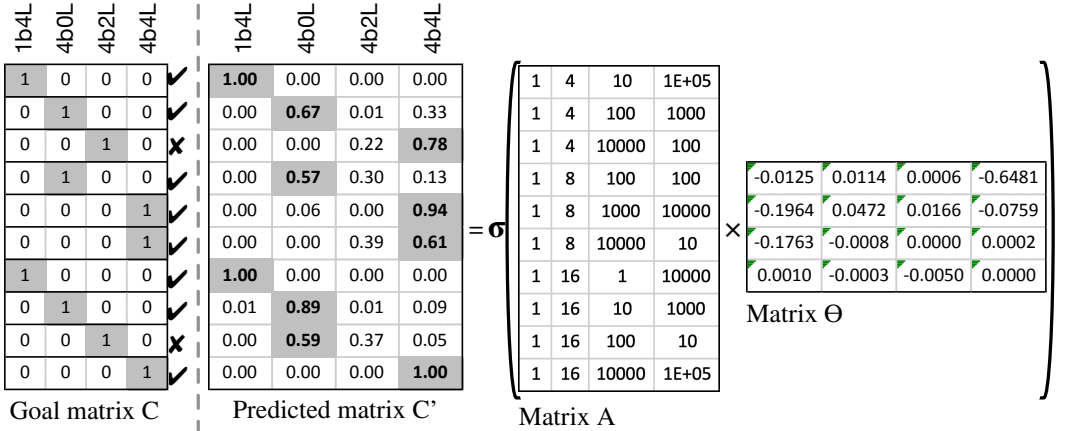 1b4L 4b0L 4b2L 4b4L 1b4L 4b0L 4b2L 4b4L
1 0 0 0 ✔ 1.00 0.00 0.00 0.00 1 4 10 1E+05
0 1 0 0 ✔ 0.00 0.67 0.01 0.33 1 4 100 1000
0 0 1 0 ✘ 0.00 0.00 0.22 0.78 1 4 10000 100
0 1 0 0 ✔ 0.00 0.57 0.30 0.13 1 8 100 100 -0.0125 0.0114 0.0006 -0.6481
0 0 0 1 ✔ 0.00 0.06 0.00 0.94 1 8 1000 10000 -0.1964 0.0472 0.0166 -0.0759
0 0 0 1 ✔ 0.00 0.00 0.39 0.61 = σ 1 8 10000 10 × -0.1763 -0.0008 0.0000 0.0002
1 0 0 0 ✔ 1.00 0.00 0.00 0.00 1 16 1 10000 0.0010 -0.0003 -0.0050 0.0000
0 1 0 0 ✔ 0.01 0.89 0.01 0.09 1 16 10 1000 Matrix Θ
0 0 1 0 ✘ 0.00 0.59 0.37 0.05 1 16 100 10
0 0 0 1 ✔ 0.00 0.00 0.00 1.00 1 16 10000 1E+05
Goal matrix C Predicted matrix C’ Matrix A